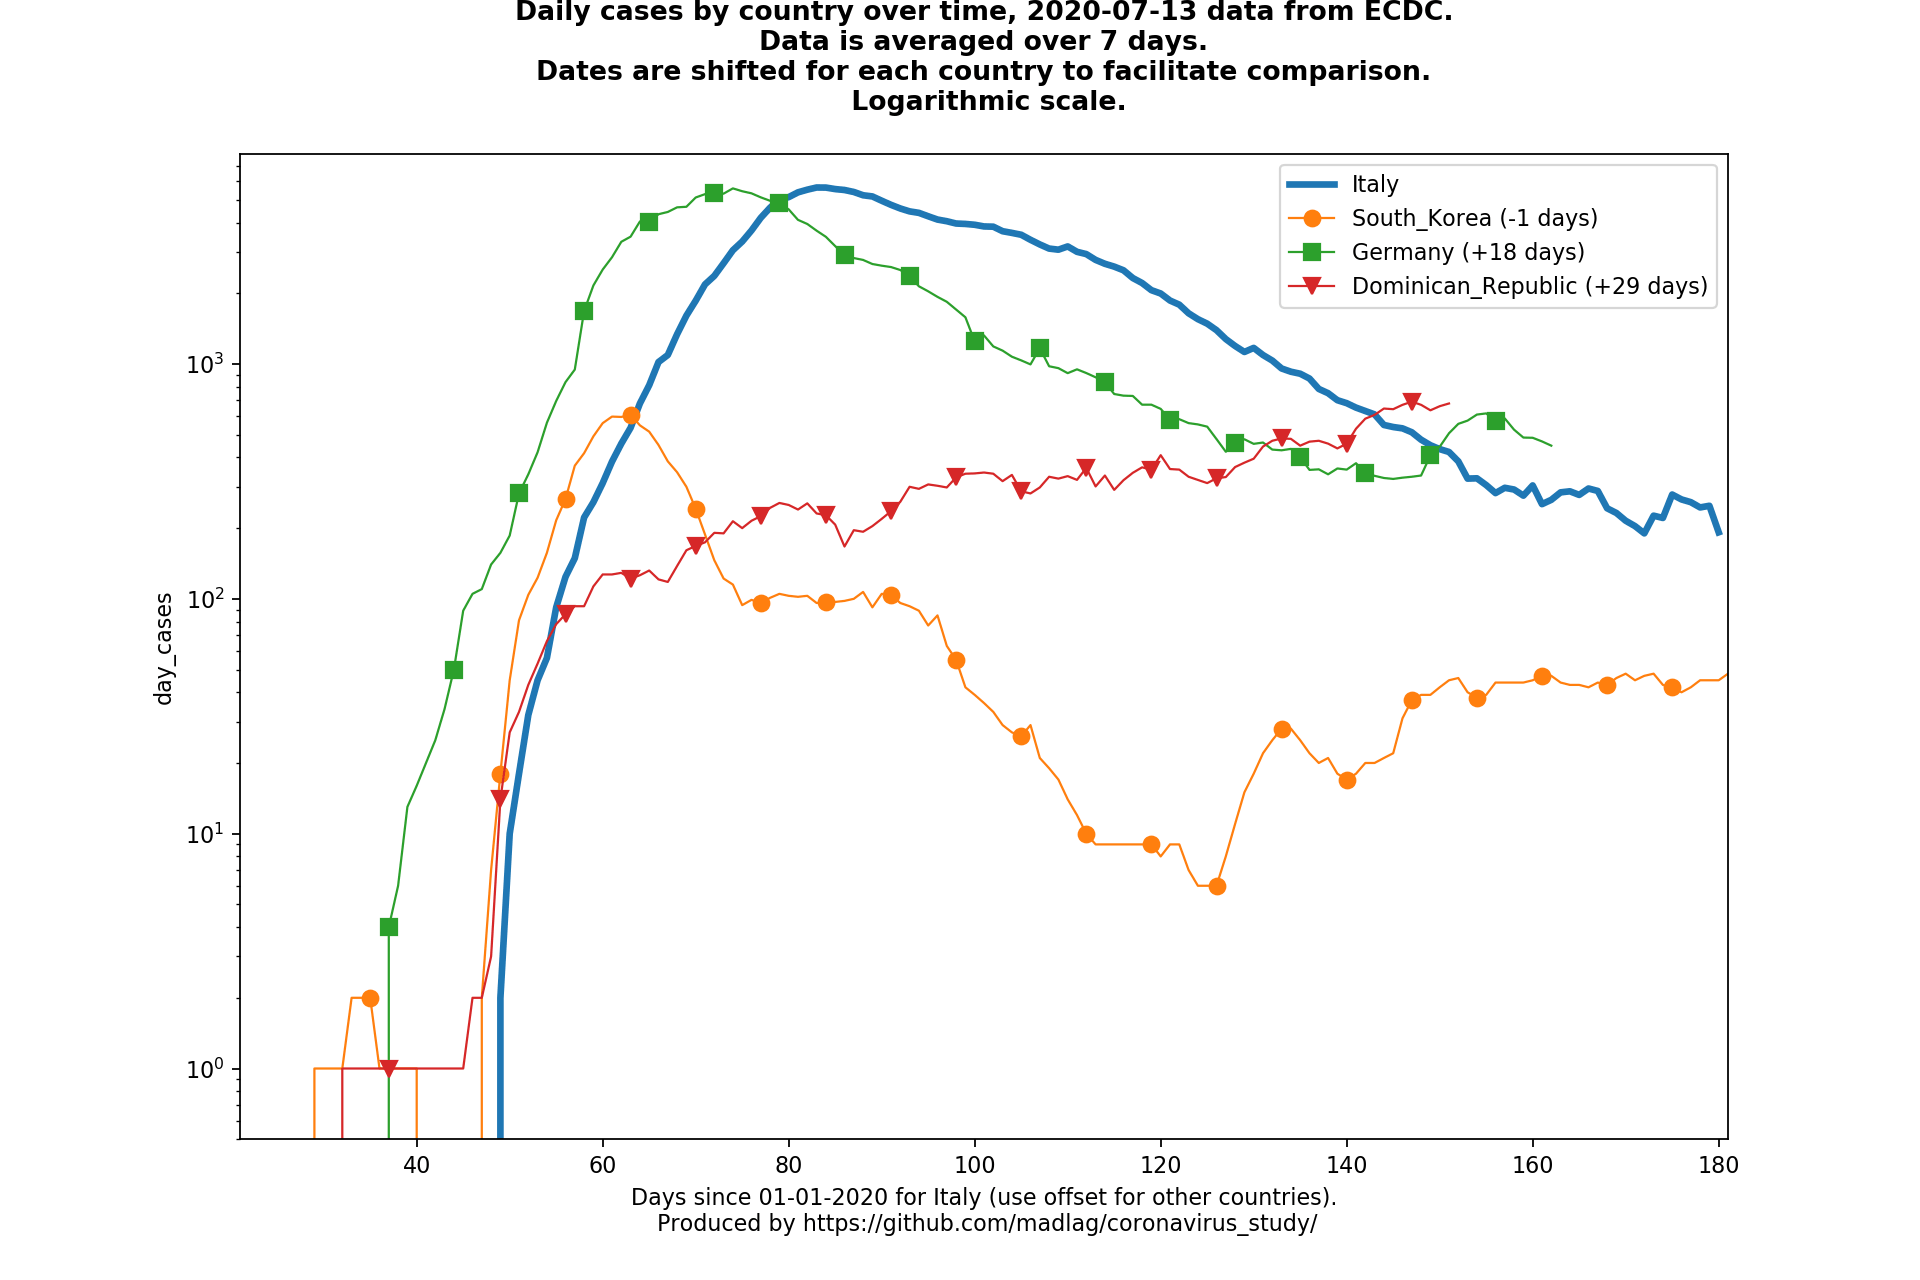 Daily cases by country over time, 2020-07-13 data from ECDC.
Data is averaged over 7 days.
Dates are shifted for each country to facilitate comparison.
Logarithmic scale.
Italy
South_Korea (-1 days)
Germany (+18 days)
Dominican_Republic (+29 days)
day_cases
10³
10²
10¹
10⁰
40 60 80 100 120 140 160 180
Days since 01-01-2020 for Italy (use offset for other countries).
Produced by https://github.com/madlag/coronavirus_study/